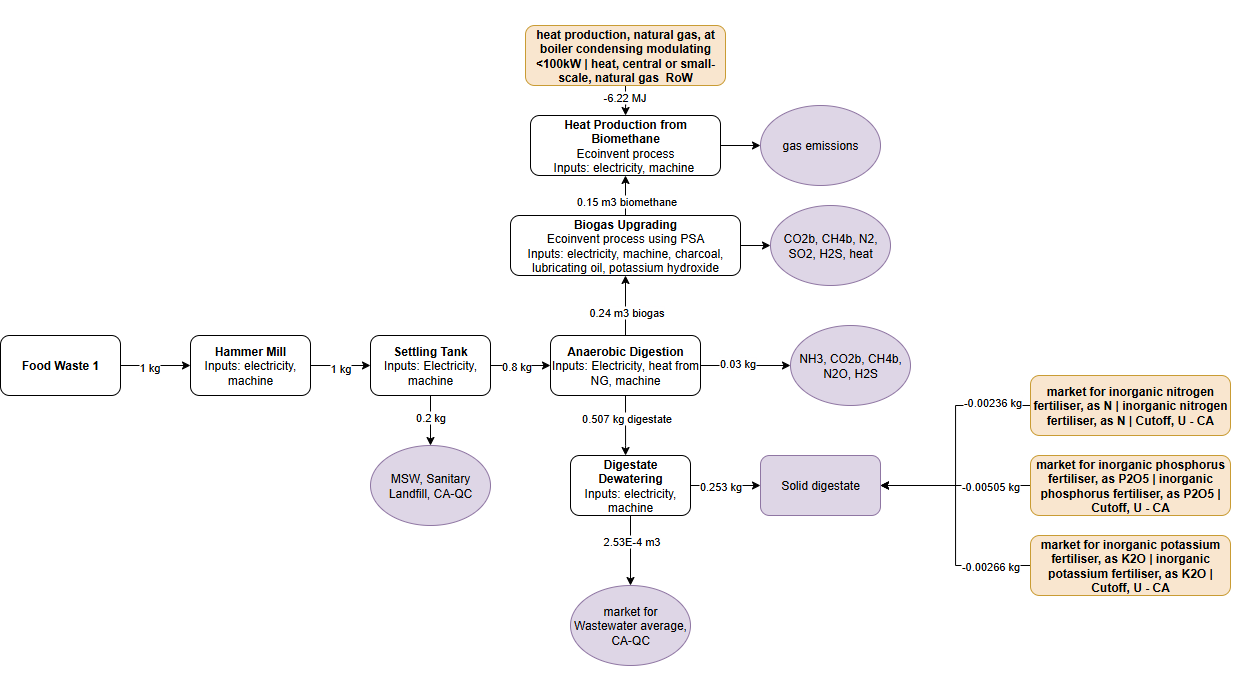 heat production, natural gas, at
boiler condensing modulating
<100kW | heat, central or small-
scale, natural gas RoW
-6.22 MJ
Heat Production from
Biomethane
Ecoinvent process
Inputs: electricity, machine
gas emissions
0.15 m3 biomethane
Biogas Upgrading
Ecoinvent process using PSA
Inputs: electricity, machine, charcoal,
lubricating oil, potassium hydroxide
CO2b, CH4b, N2,
SO2, H2S, heat
0.24 m3 biogas
Food Waste 1
1 kg
Hammer Mill
Inputs: electricity,
machine
1 kg
Settling Tank
Inputs: Electricity,
machine
0.8 kg
Anaerobic Digestion
Inputs: Electricity, heat from
NG, machine
0.03 kg
NH3, CO2b, CH4b,
N2O, H2S
0.2 kg
MSW, Sanitary
Landfill, CA-QC
0.507 kg digestate
Digestate
Dewatering
Inputs: electricity,
machine
0.253 kg
Solid digestate
-0.00236 kg
market for inorganic nitrogen
fertiliser, as N | inorganic nitrogen
fertiliser, as N | Cutoff, U - CA
-0.00505 kg
market for inorganic phosphorus
fertiliser, as P2O5 | inorganic
phosphorus fertiliser, as P2O5 |
Cutoff, U - CA
-0.00266 kg
market for inorganic potassium
fertiliser, as K2O | inorganic
potassium fertiliser, as K2O |
Cutoff, U - CA
2.53E-4 m3
market for
Wastewater average,
CA-QC